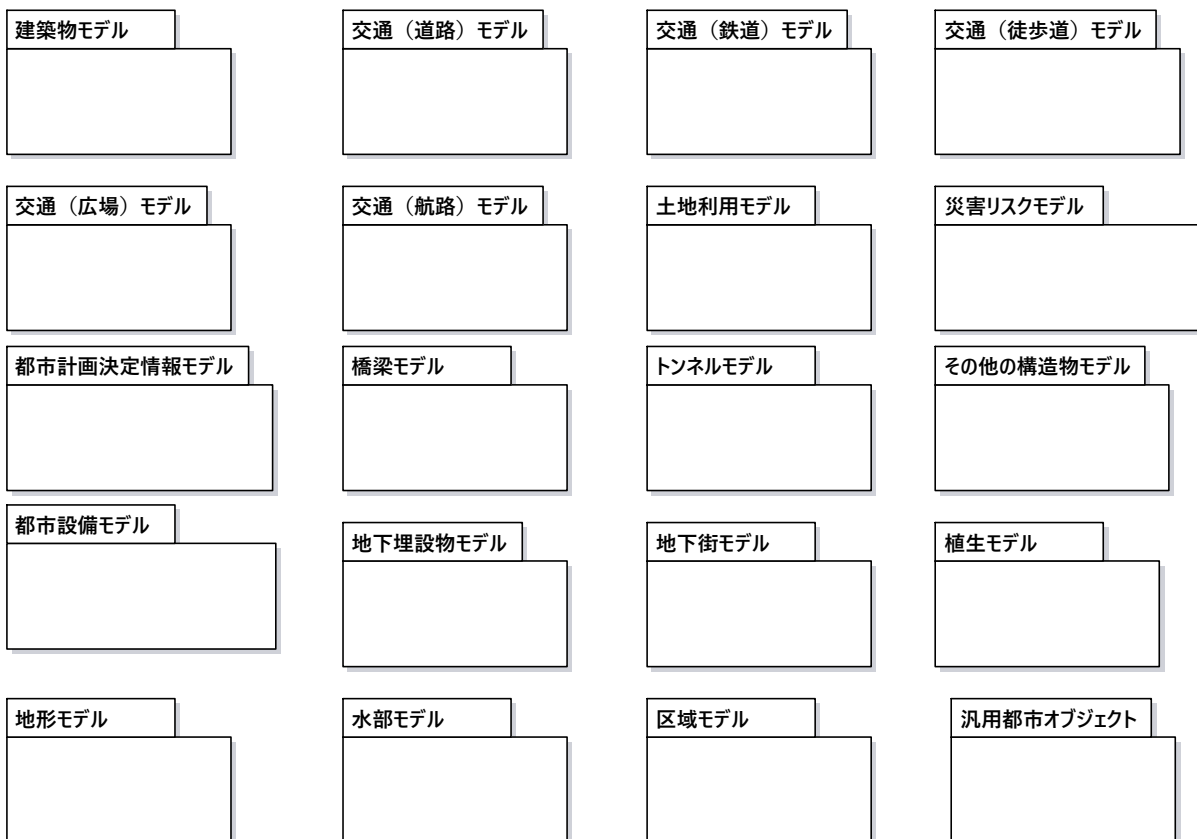 建築物モデル
交通（道路）モデル
交通（鉄道）モデル
交通（徒歩道）モデル
交通（広場）モデル
交通（航路）モデル
土地利用モデル
災害リスクモデル
都市計画決定情報モデル
橋梁モデル
トンネルモデル
その他の構造物モデル
都市設備モデル
地下埋設物モデル
地下街モデル
植生モデル
地形モデル
水部モデル
区域モデル
汎用都市オブジェクト